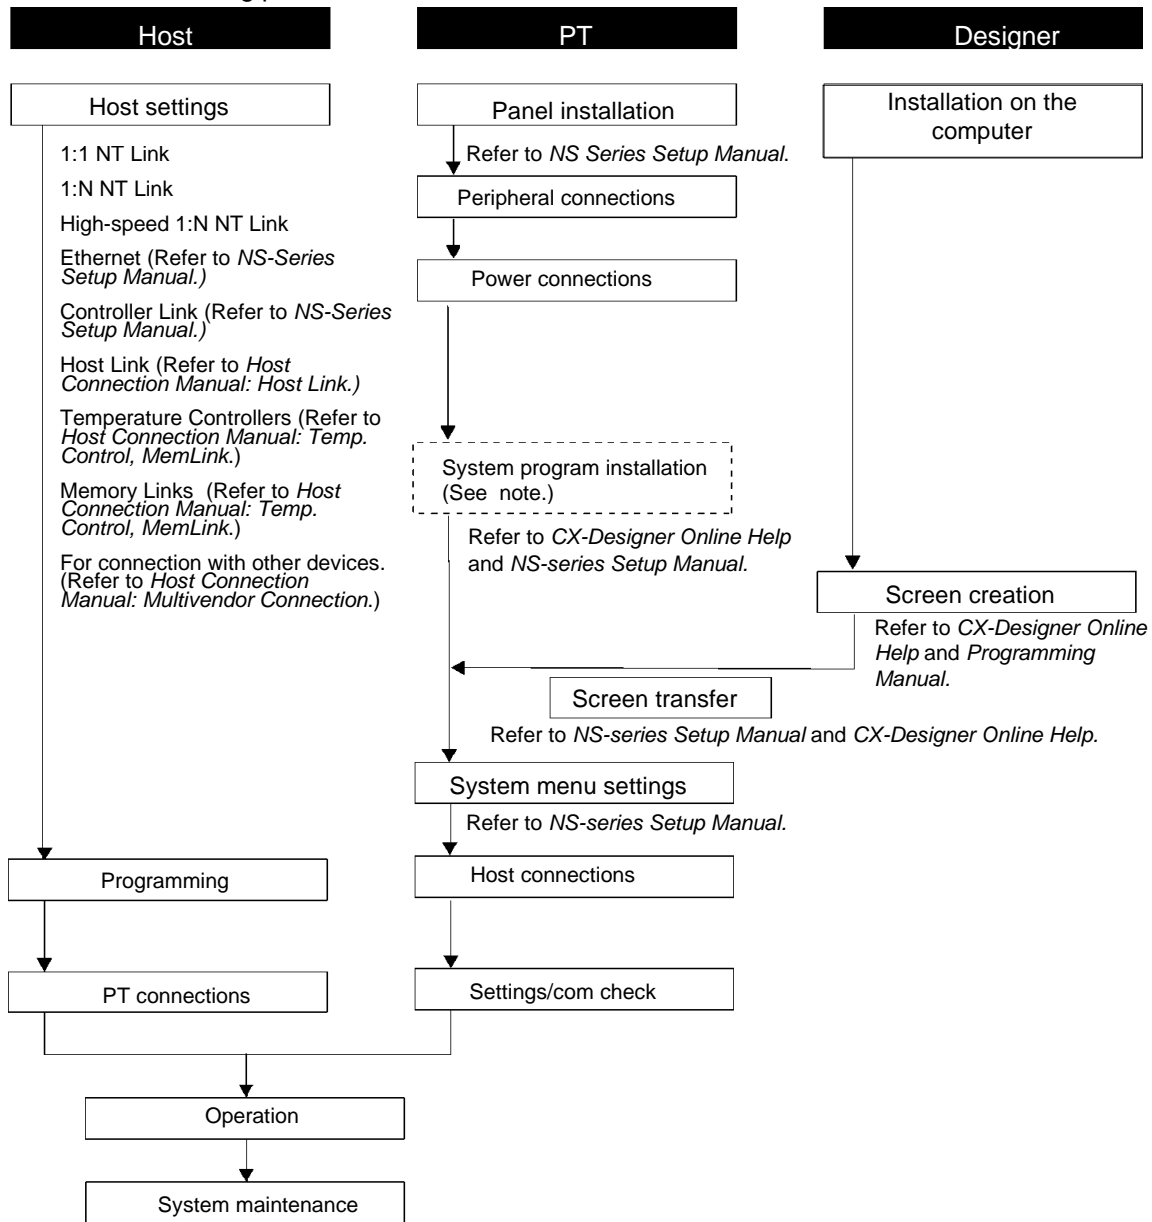 Host
PT
Designer
Host settings
1:1 NT Link
1:N NT Link
High-speed 1:N NT Link
Ethernet (Refer to NS-Series
Setup Manual.)
Controller Link (Refer to NS-Series
Setup Manual.)
Host Link (Refer to Host
Connection Manual: Host Link.)
Temperature Controllers (Refer to
Host Connection Manual: Temp.
Control, MemLink.)
Memory Links (Refer to Host
Connection Manual: Temp.
Control, MemLink.)
For connection with other devices.
(Refer to Host Connection
Manual: Multivendor Connection.)
Programming
PT connections
Panel installation
Refer to NS Series Setup Manual.
Peripheral connections
Power connections
System program installation
(See note.)
Refer to CX-Designer Online Help
and NS-series Setup Manual.
Installation on the
computer
Screen creation
Refer to CX-Designer Online
Help and Programming
Manual.
Screen transfer
Refer to NS-series Setup Manual and CX-Designer Online Help.
System menu settings
Refer to NS-series Setup Manual.
Host connections
Settings/com check
Operation
System maintenance